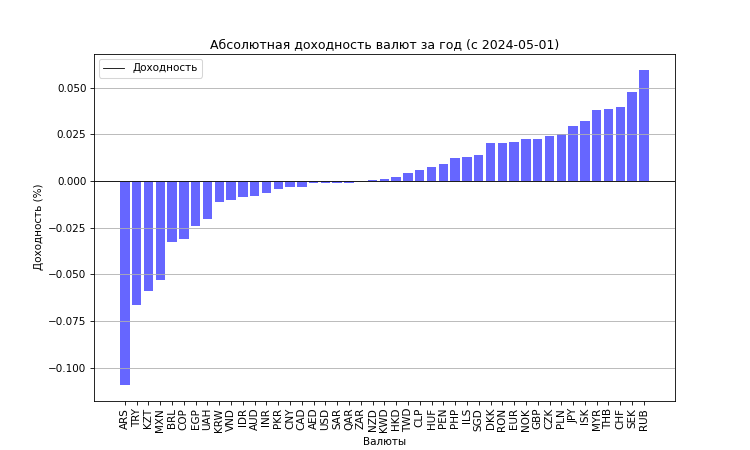 Абсолютная доходность валют за год (с 2024-05-01)
Доходность
0.050
0.025
0.000
−0.025
−0.050
−0.075
−0.100
Доходность (%)
ARS TRY KZT MXN BRL COP EGP UAH KRW VND IDR AUD INR PKR CNY CAD AED USD SAR QAR ZAR NZD KWD HKD TWD CLP HUF PEN PHP ILS SGD DKK RON EUR NOK GBP CZK PLN JPY ISK MYR THB CHF SEK RUB
Валюты